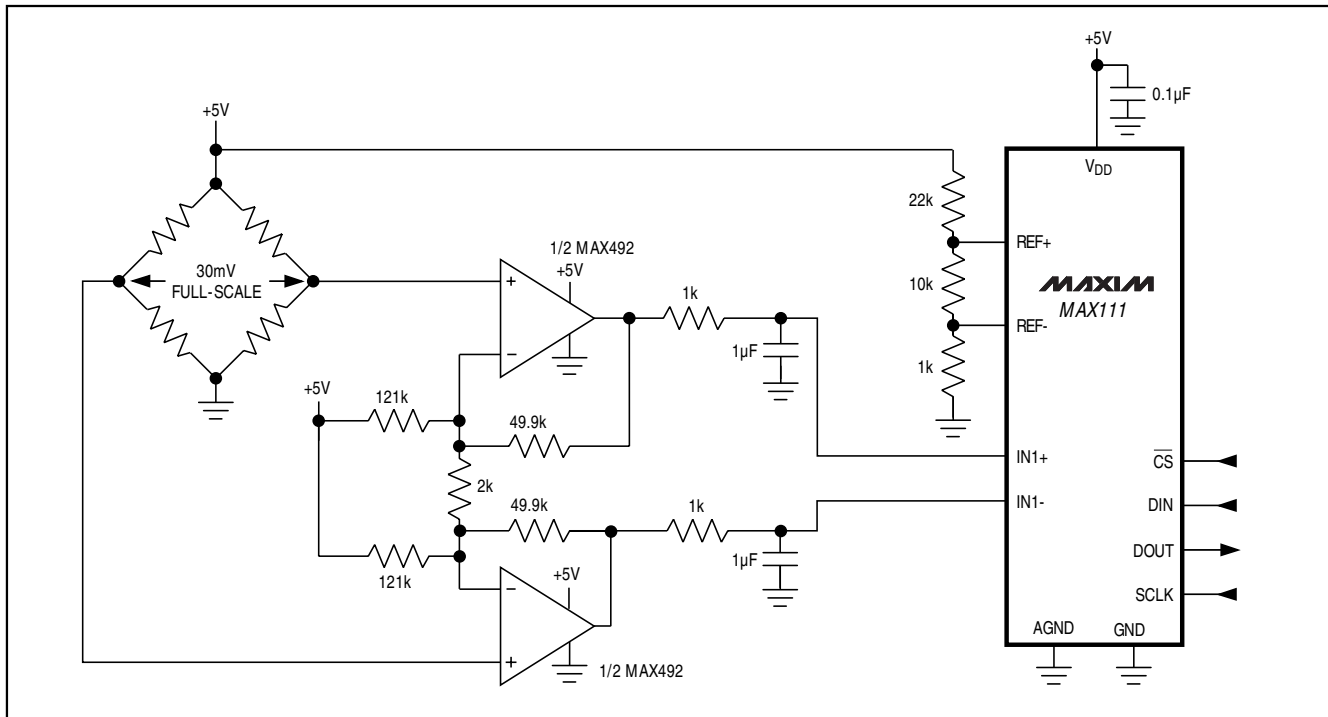 +5V
0.1µF
+5V
VDD
22k
1/2 MAX492
+5V
REF+
30mV
FULL-SCALE
+
1k
10k
MAXIM
MAX111
REF-
−
1µF
1k
+5V
121k
49.9k
IN1+
CS
2k
49.9k
1k
IN1-
DIN
1µF
DOUT
121k
+5V
−
SCLK
AGND
GND
+
1/2 MAX492